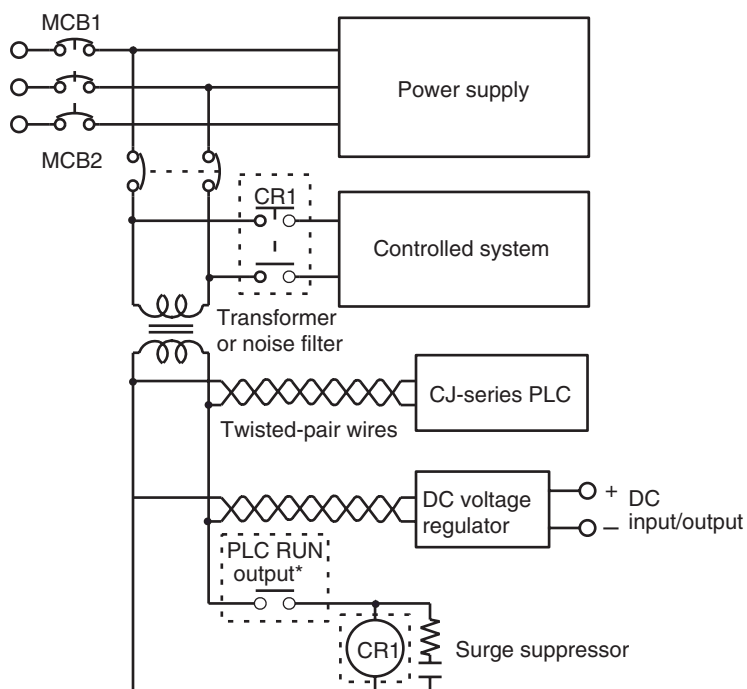 MCB1
Power supply
MCB2
CR1
Controlled system
Transformer
or noise filter
CJ-series PLC
Twisted-pair wires
DC voltage
regulator
+
–
DC
input/output
PLC RUN
output*
CR1
Surge suppressor